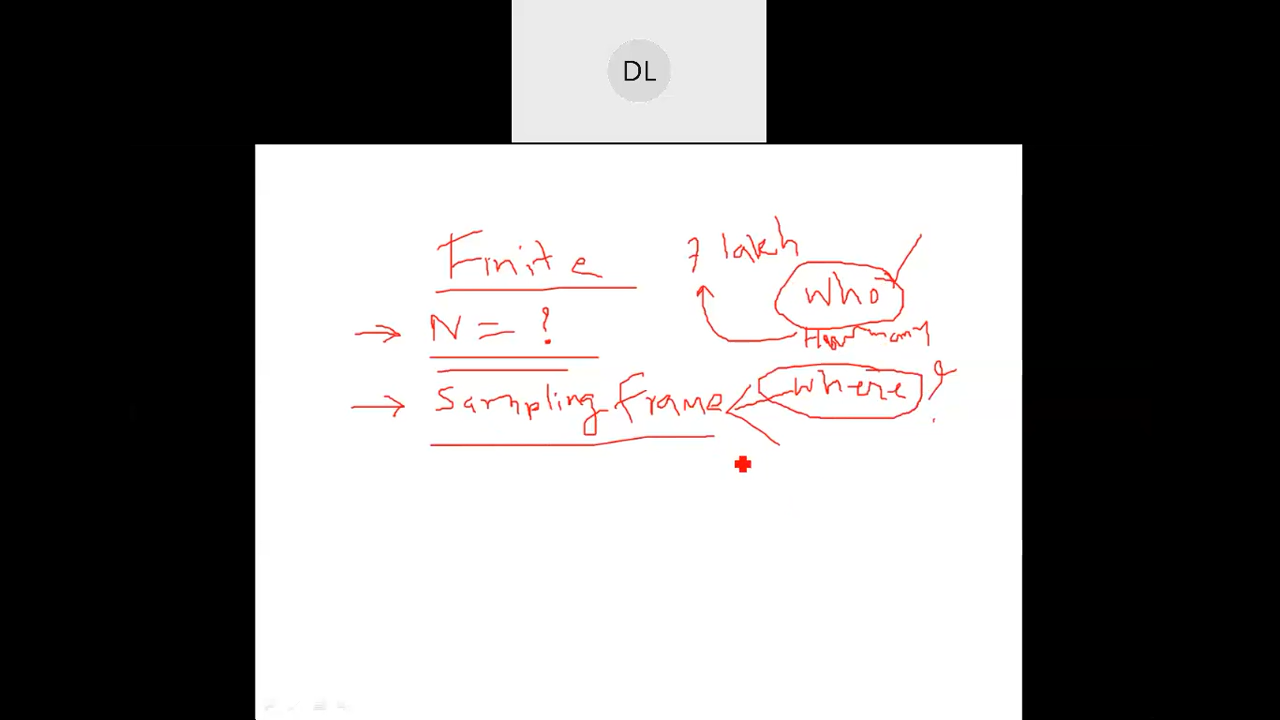 DL
Finite
7 lakh
who
→ N = ?
How many
→ Sampling Frame
where ?